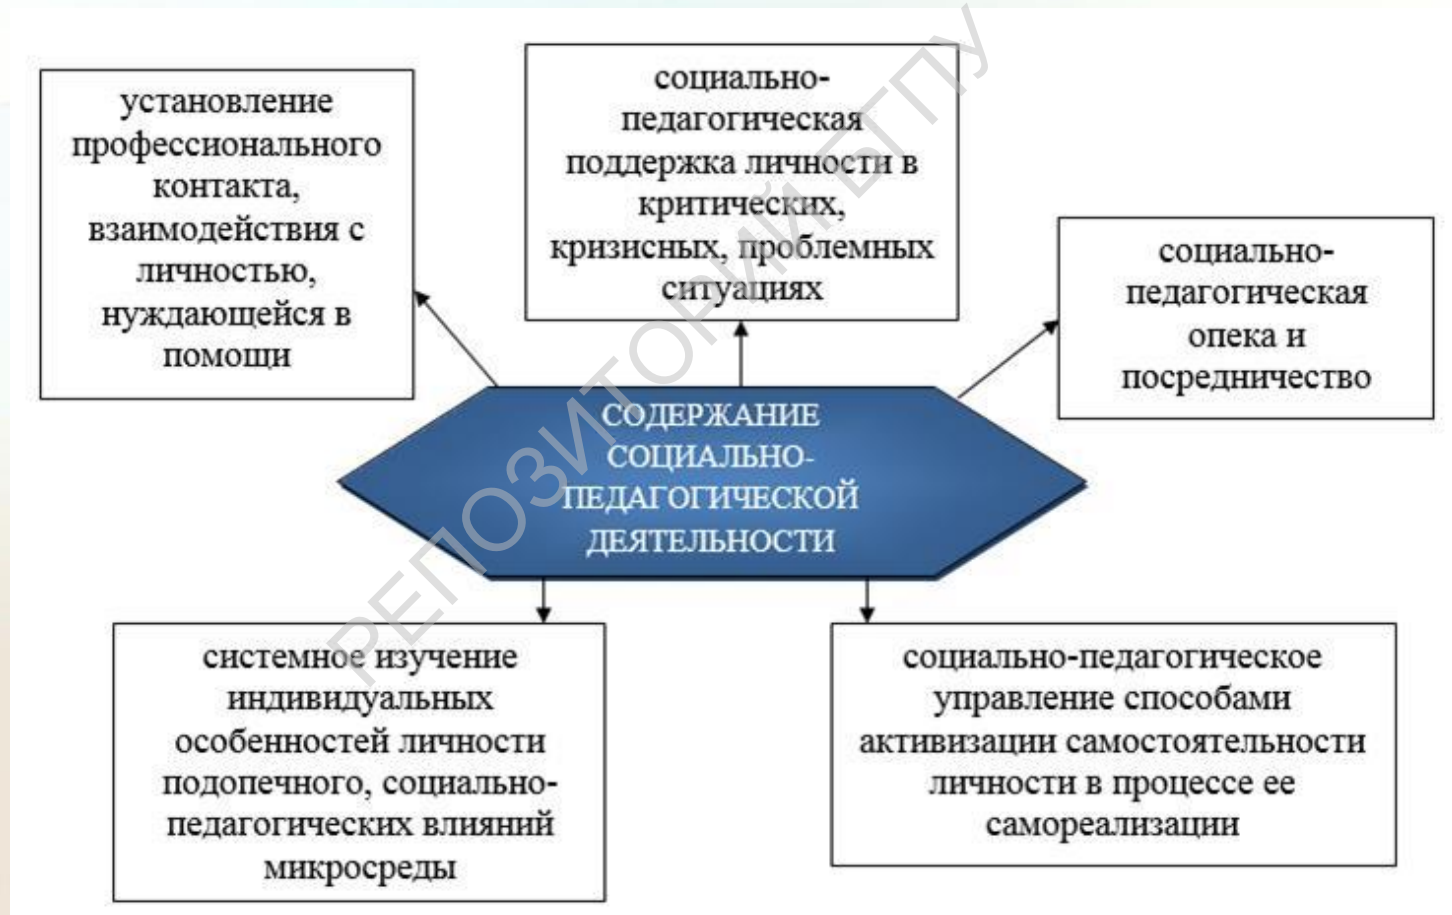 установление
профессионального
контакта,
взаимодействия с
личностью,
нуждающейся в
помощи
социально-
педагогическая
поддержка личности в
критических,
кризисных, проблемных
ситуациях
социально-
педагогическая
опека и
посредничество
СОДЕРЖАНИЕ
СОЦИАЛЬНО-
ПЕДАГОГИЧЕСКОЙ
ДЕЯТЕЛЬНОСТИ
системное изучение
индивидуальных
особенностей личности
подопечного, социально-
педагогических влияний
микросреды
социально-педагогическое
управление способами
активизации самостоятельности
личности в процессе ее
самореализации
РЕПОЗИТОРИЙ БГПУ